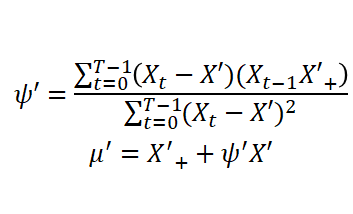 ψ′ = ∑_{t=0}^{T−1}(X_t − X′)(X_{t−1}X′_+) / ∑_{t=0}^{T−1}(X_t − X′)^2
μ′ = X′_+ + ψ′X′